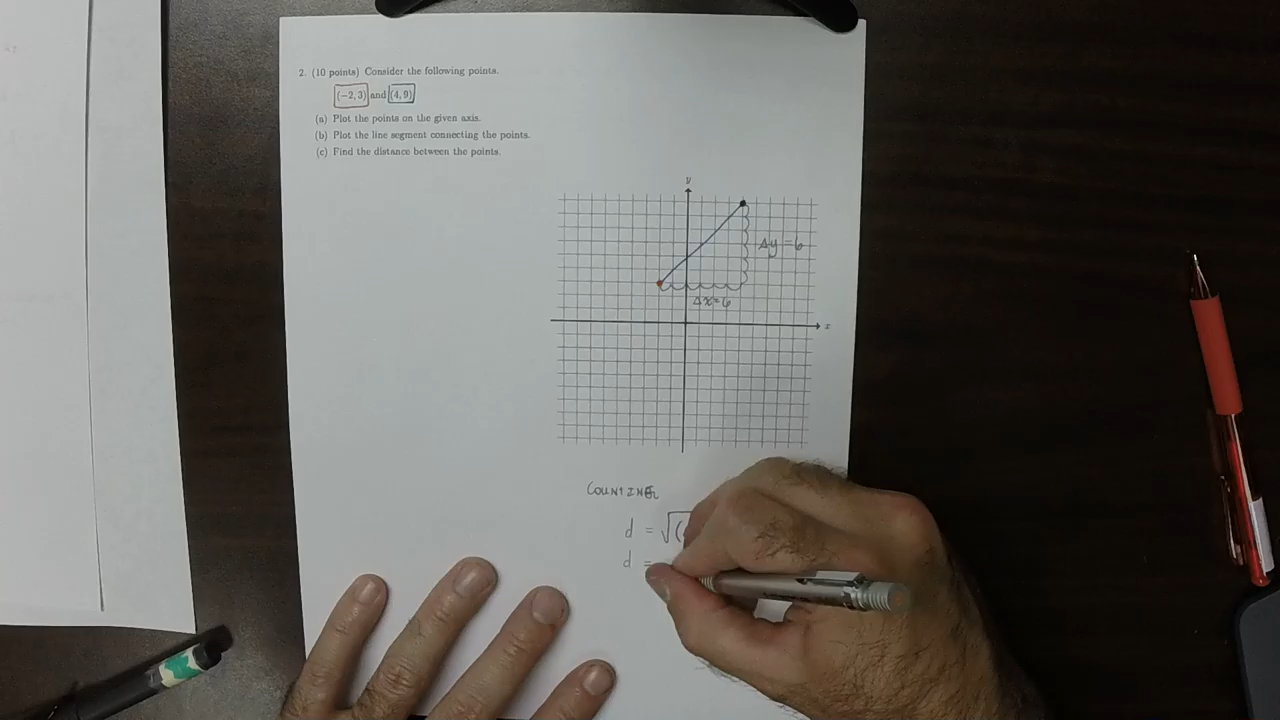 2. (10 points) Consider the following points.
(−2, 3) and (4, 9)
(a) Plot the points on the given axis.
(b) Plot the line segment connecting the points.
(c) Find the distance between the points.
y
Δy = 6
Δx = 6
x
COUNTING
d = √(
d =